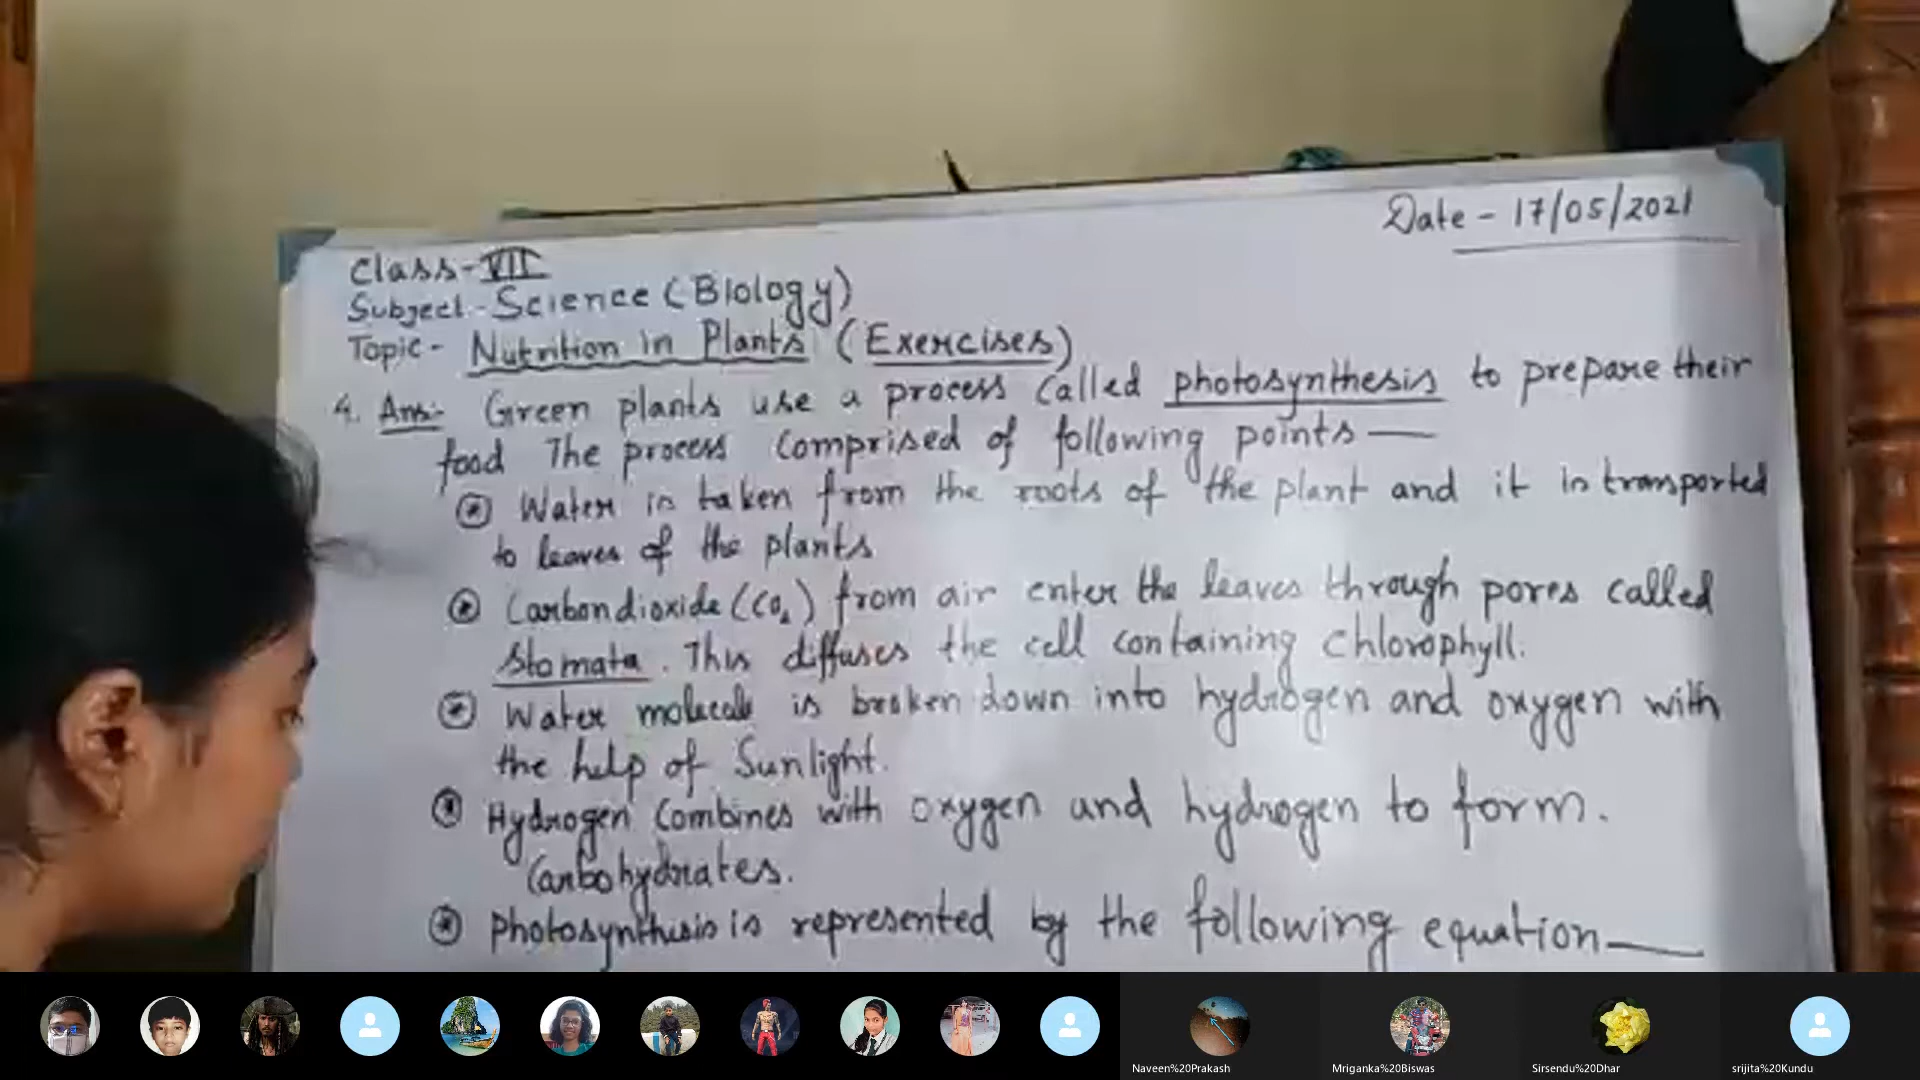 Date - 17/05/2021
Class - VII
Subject - Science (Biology)
Topic - Nutrition in Plants (Exercises)
4. Ans:- Green plants use a process called photosynthesis to prepare their
food The process comprised of following points —
Water is taken from the roots of the plant and it is transported
to leaves of the plants
Carbondioxide (CO2) from air enter the leaves through pores called
Stomata. This diffuses the cell containing Chlorophyll.
Water molecule is broken down into hydrogen and oxygen with
the help of Sunlight.
Hydrogen Combines with oxygen and hydrogen to form.
Carbohydrates.
Photosynthesis is represented by the following equation —
Naveen%20Prakash
Mriganka%20Biswas
Sirsendu%20Dhar
srijita%20Kundu